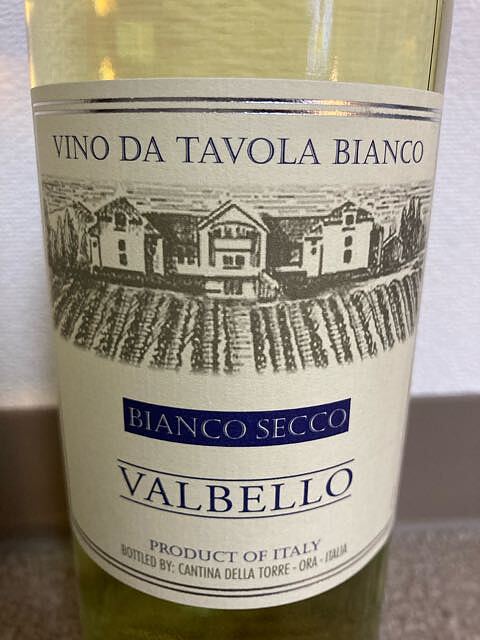 VINO DA TAVOLA BIANCO
BIANCO SECCO
VALBELLO
PRODUCT OF ITALY
BOTTLED BY: CANTINA DELLA TORRE - ORA - ITALIA